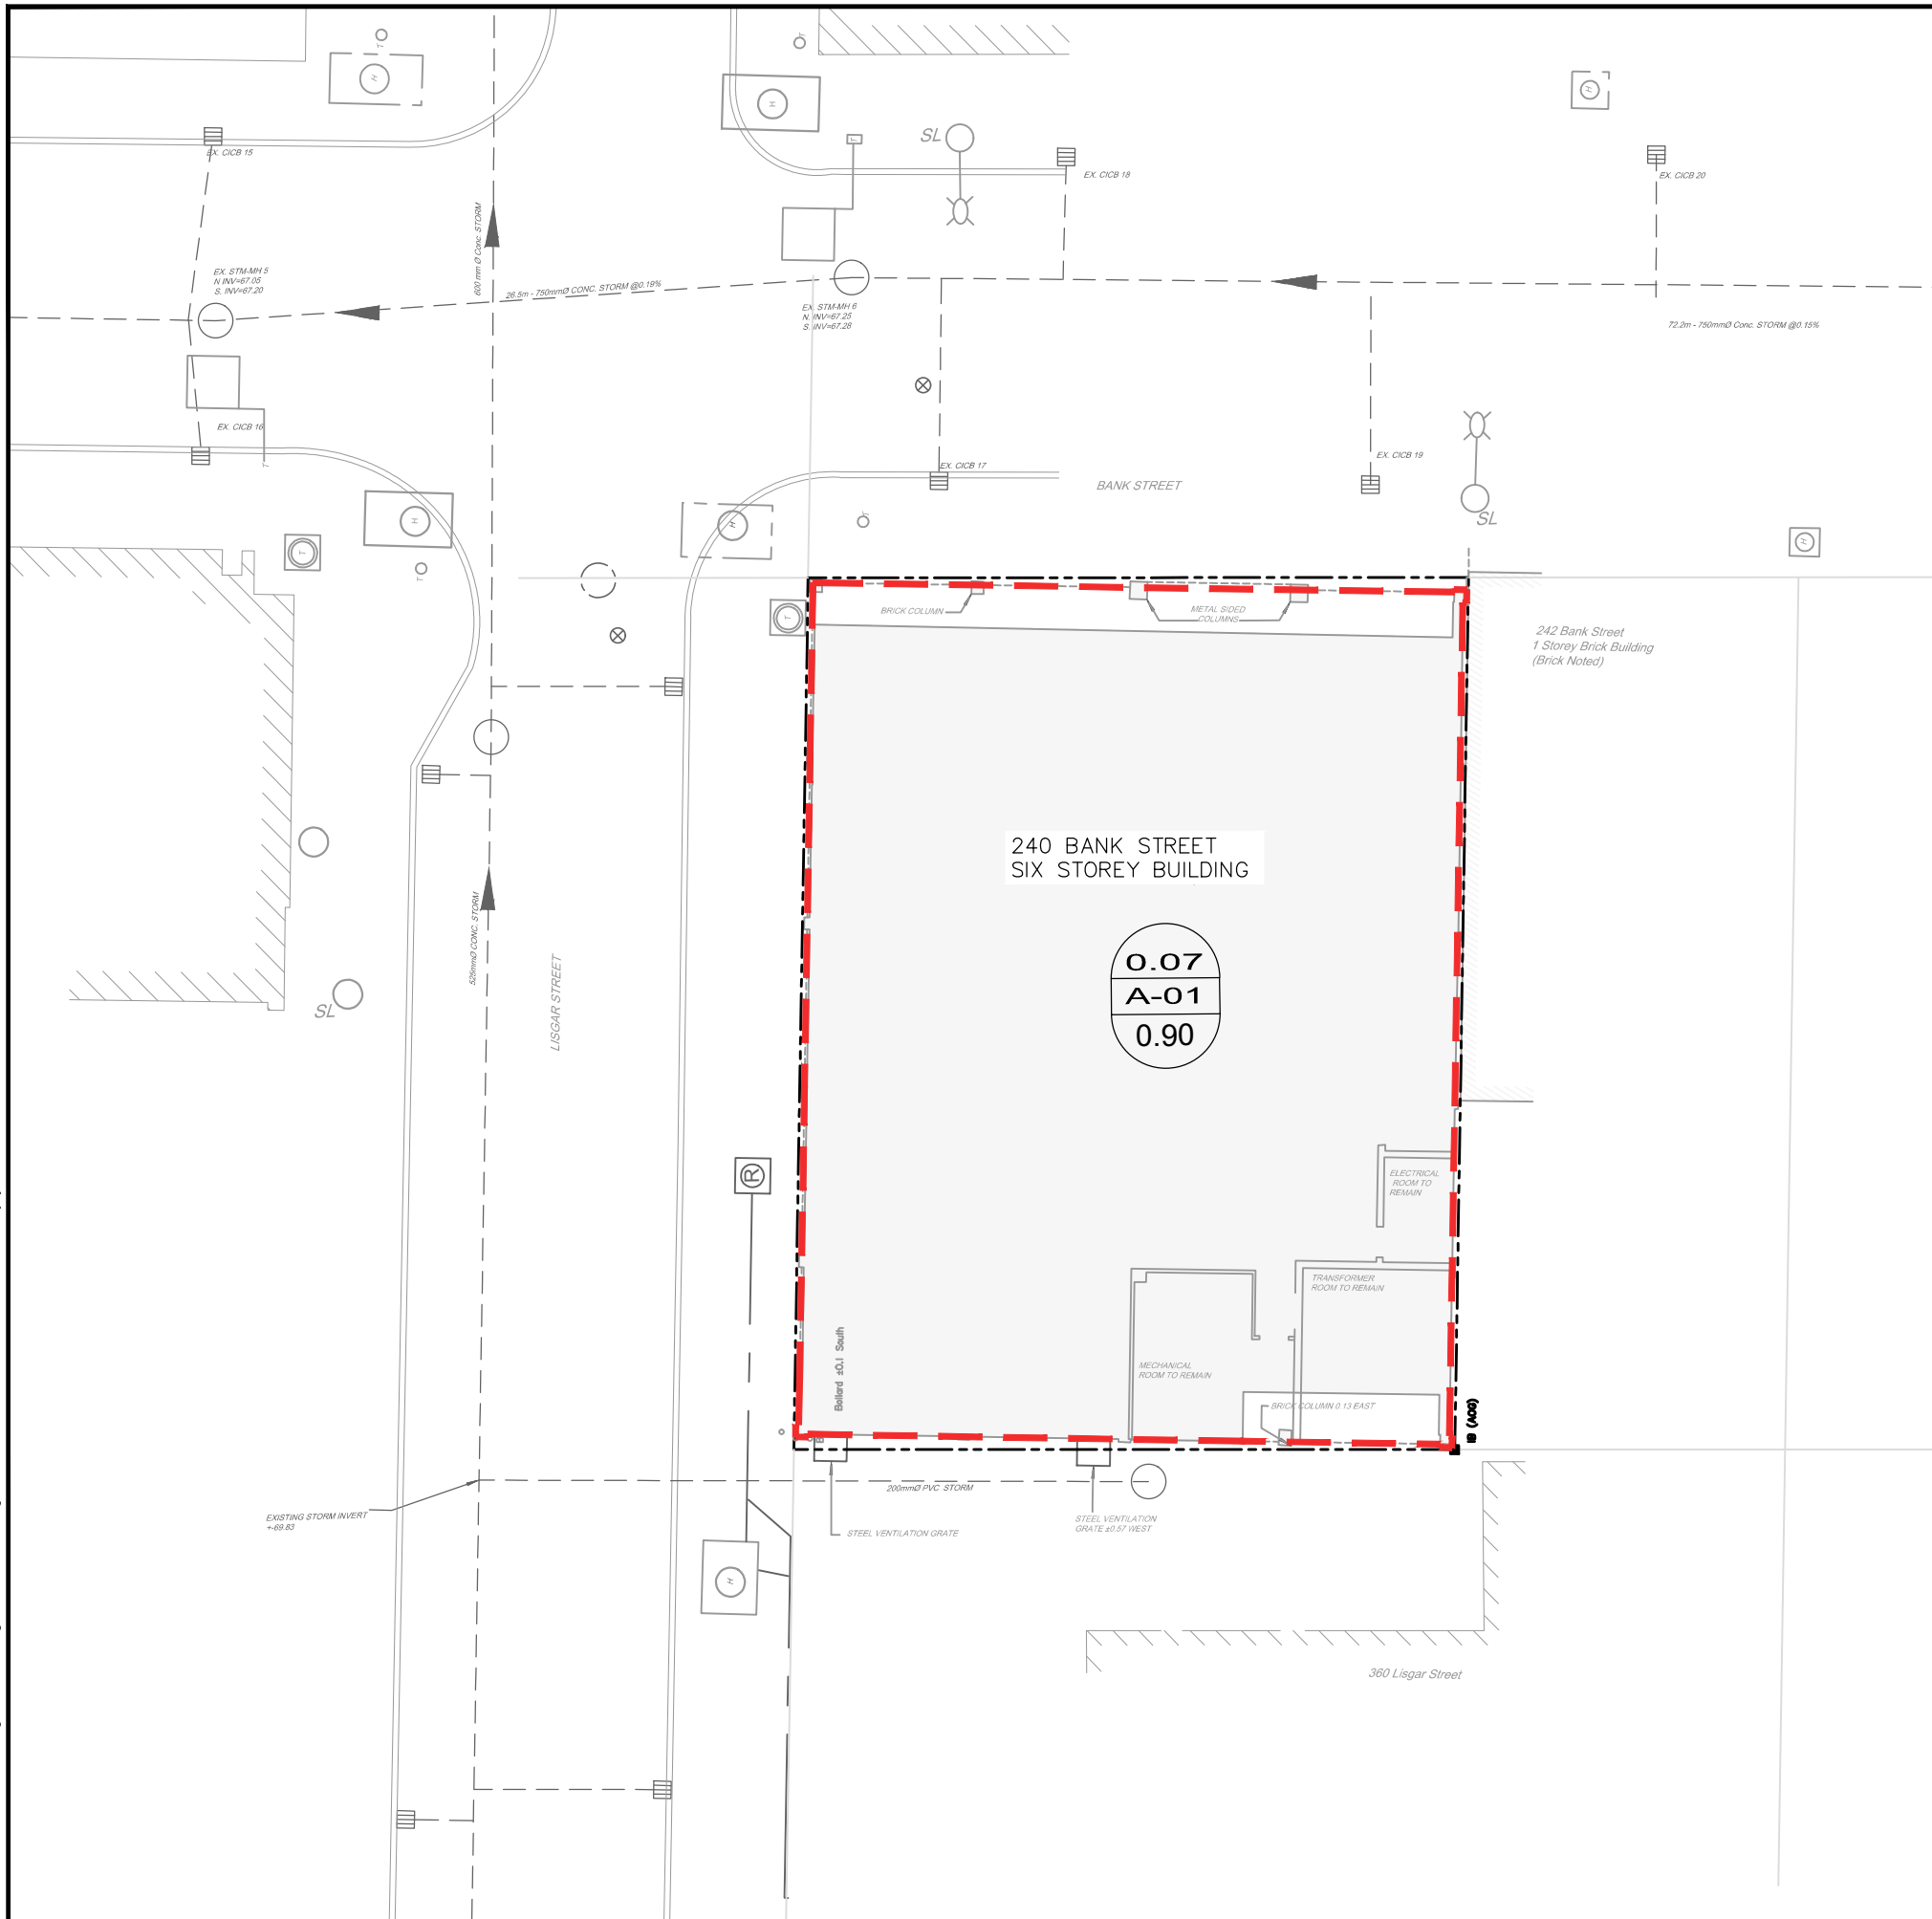 T
H
T
H
T
SL
H
EX. CICB 15
EX. CICB 18
EX. CICB 20
600 mm Ø Conc. STORM
EX. STM-MH 5
N INV=67.05
S. INV=67.20
26.5m - 750mmØ CONC. STORM @0.19%
EX. STM-MH 6
N. INV=67.25
S. INV=67.28
72.2m - 750mmØ Conc. STORM @0.15%
EX. CICB 16
T
EX. CICB 17
EX. CICB 19
BANK STREET
SL
H
H
T
H
T
T
T
BRICK COLUMN
METAL SIDED
COLUMNS
242 Bank Street
1 Storey Brick Building
(Brick Noted)
240 BANK STREET
SIX STOREY BUILDING
525mmØ CONC. STORM
LISGAR STREET
SL
0.07
A-01
0.90
R
ELECTRICAL
ROOM TO
REMAIN
TRANSFORMER
ROOM TO REMAIN
MECHANICAL
ROOM TO REMAIN
Bollard ±0.1 South
BRICK COLUMN 0.13 EAST
IB (AOG)
200mmØ PVC STORM
EXISTING STORM INVERT
+-69.83
STEEL VENTILATION GRATE
STEEL VENTILATION
GRATE ±0.57 WEST
H
360 Lisgar Street